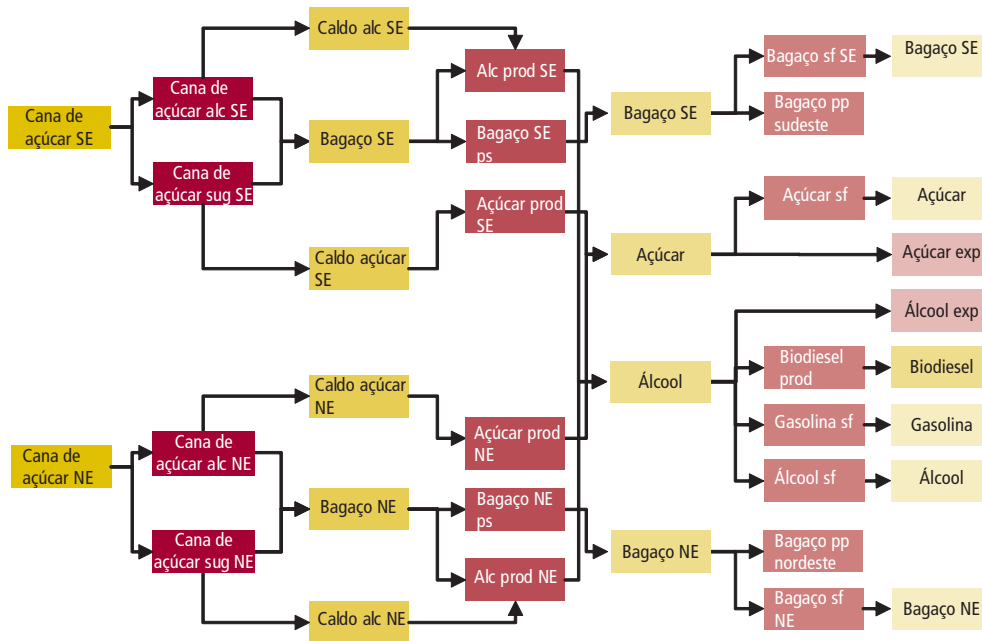 Caldo alc SE
Cana de
açúcar SE
Cana de
açúcar alc SE
Cana de
açúcar sug SE
Bagaço SE
Caldo açúcar
SE
Alc prod SE
Bagaço SE
ps
Açúcar prod
SE
Bagaço SE
Bagaço sf SE
Bagaço SE
Bagaço pp
sudeste
Açúcar
Açúcar sf
Açúcar
Açúcar exp
Álcool
Álcool exp
Biodiesel
prod
Biodiesel
Gasolina sf
Gasolina
Álcool sf
Álcool
Caldo açúcar
NE
Cana de
açúcar NE
Cana de
açúcar alc NE
Cana de
açúcar sug NE
Bagaço NE
Caldo alc NE
Açúcar prod
NE
Bagaço NE
ps
Alc prod NE
Bagaço NE
Bagaço pp
nordeste
Bagaço sf
NE
Bagaço NE